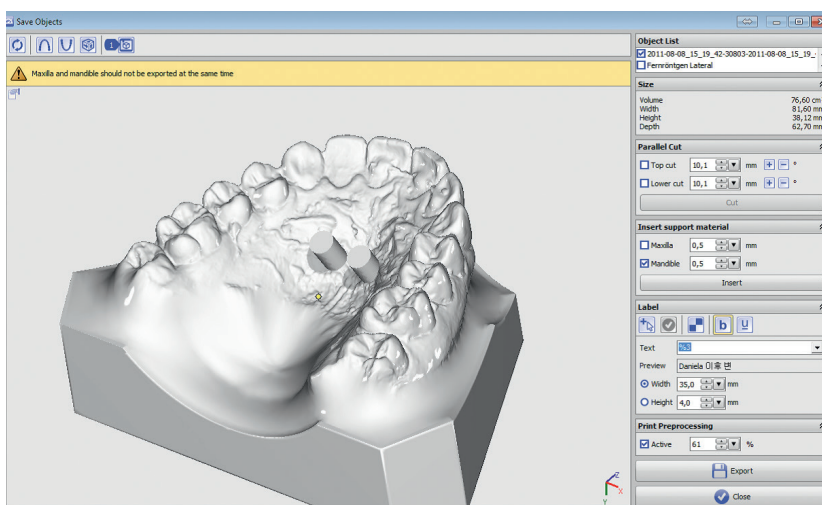 Save Objects
1
Maxilla and mandible should not be exported at the same time
Object List
2011-08-08_15_19_42-30803-2011-08-08_15_19_
Fernröntgen Lateral
Size
Volume 76,60 cm
Width 81,60 mm
Height 38,12 mm
Depth 62,70 mm
Parallel Cut
Top cut 10,1 mm + − °
Lower cut 10,1 mm + − °
Cut
Insert support material
Maxilla 0,5 mm
Mandible 0,5 mm
Insert
Label
b U
Text %3
Preview Daniela 이후 변
Width 35,0 mm
Height 4,0 mm
Print Preprocessing
Active 61 %
Export
Close
Z
X
Y